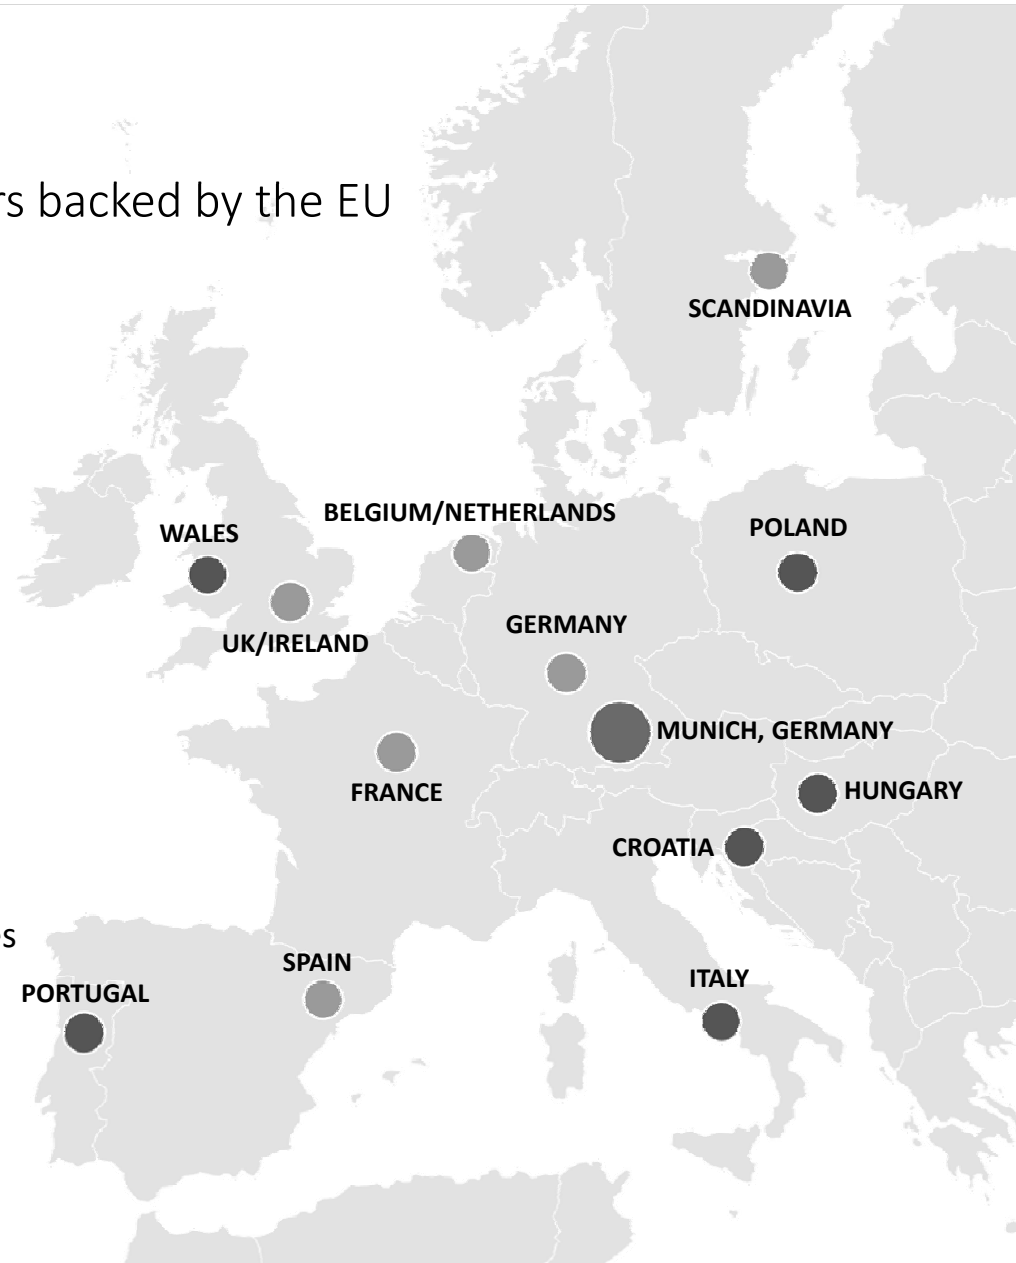 backed by the EU
SCANDINAVIA
BELGIUM/NETHERLANDS
POLAND
WALES
GERMANY
UK/IRELAND
MUNICH, GERMANY
HUNGARY
FRANCE
CROATIA
SPAIN
ITALY
PORTUGAL